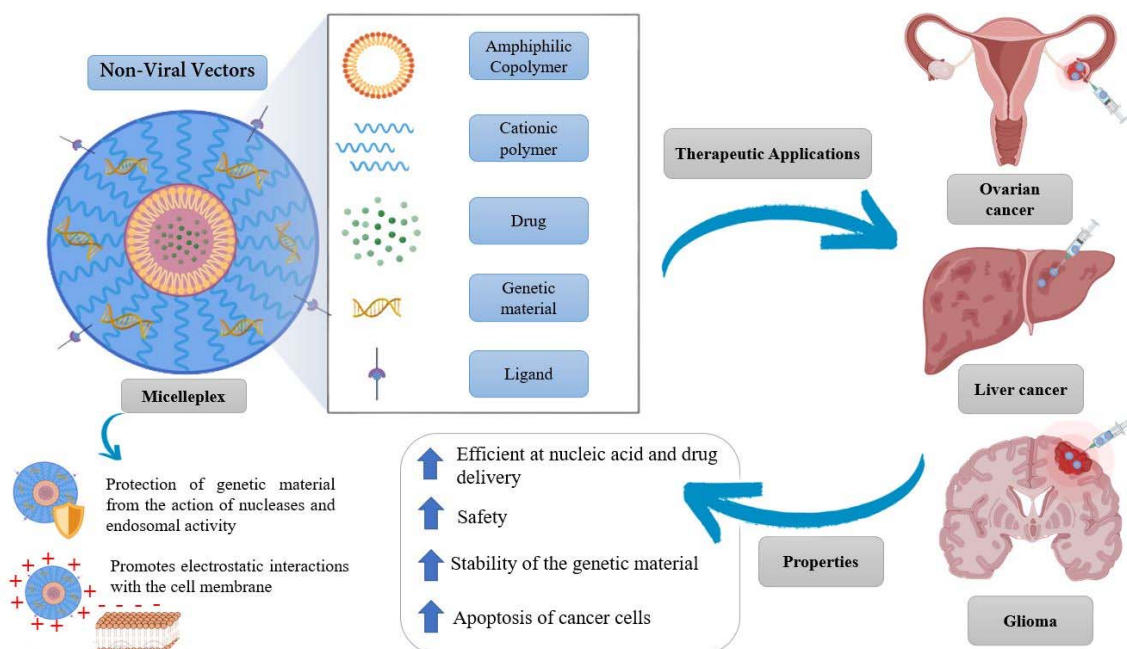 Non-Viral Vectors
Micelleplex
Amphiphilic
Copolymer
Cationic
polymer
Drug
Genetic
material
Ligand
Therapeutic Applications
Ovarian
cancer
Liver cancer
Glioma
Properties
Efficient at nucleic acid and drug
delivery
Safety
Stability of the genetic material
Apoptosis of cancer cells
Protection of genetic material
from the action of nucleases and
endosomal activity
Promotes electrostatic interactions
with the cell membrane